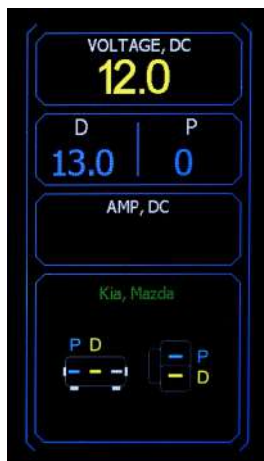 VOLTAGE, DC
12.0
D P
13.0 0
AMP, DC
Kia, Mazda
P D
P
D